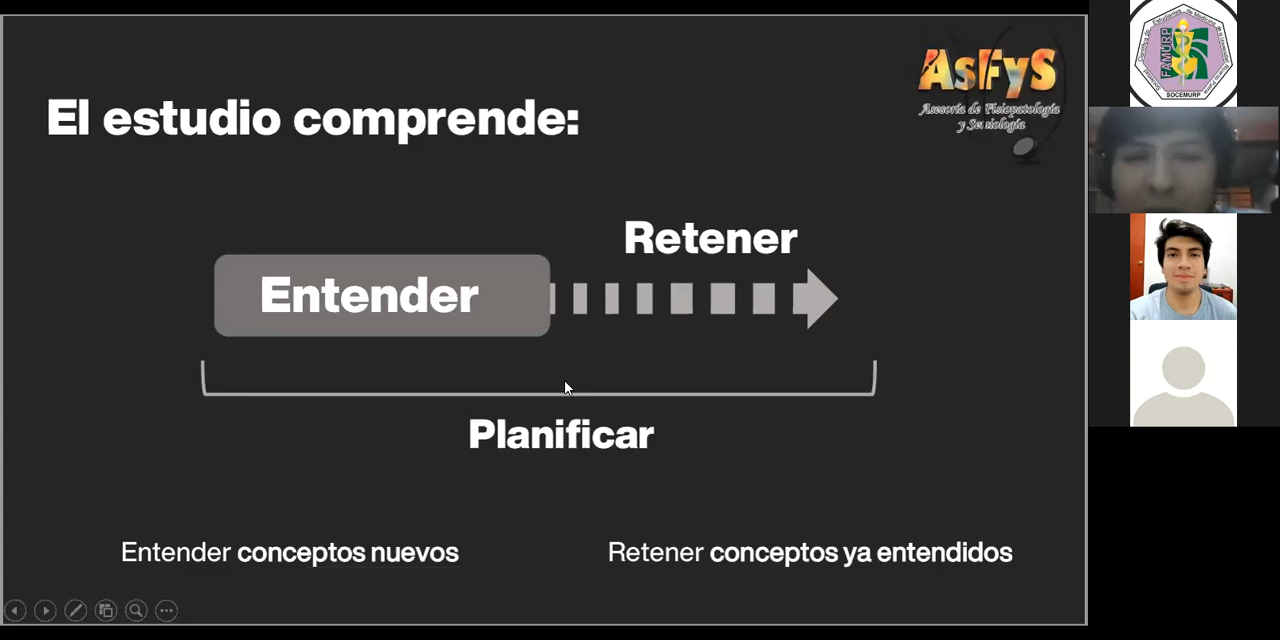 El estudio comprende:
AsFyS
Asesoría de Fisiopatología
y Semiología
Retener
Entender
Planificar
Entender conceptos nuevos
Retener conceptos ya entendidos
FAMURP
SOCEMURP